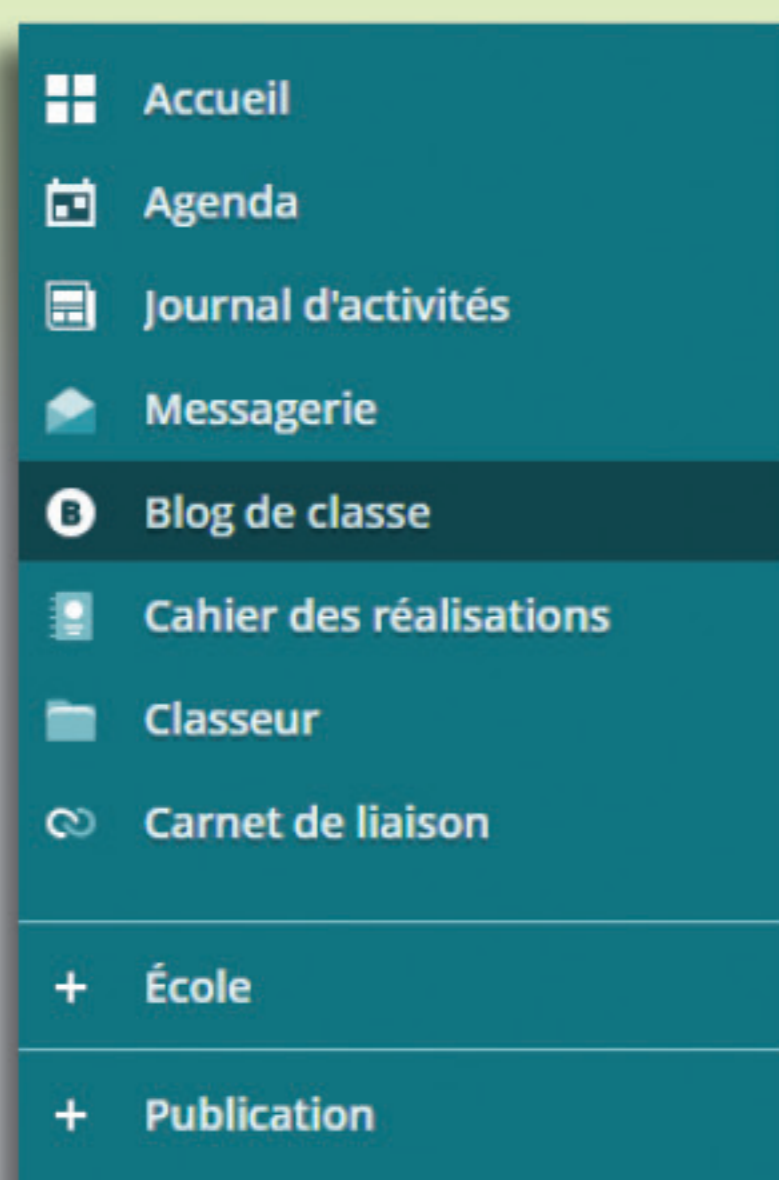 Accueil
Agenda
Journal d'activités
Messagerie
B Blog de classe
Cahier des réalisations
Classeur
Carnet de liaison
+ École
+ Publication